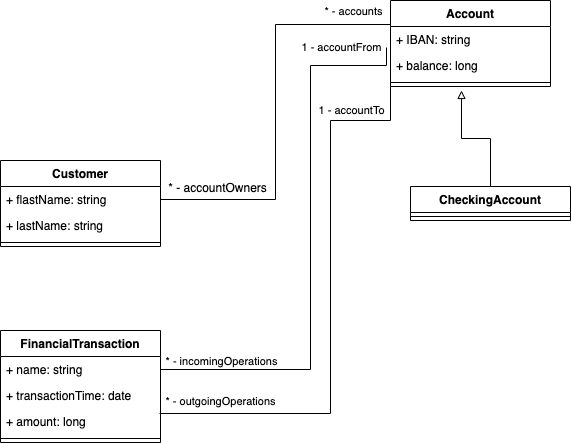 * - accounts
Account
+ IBAN: string
+ balance: long
1 - accountFrom
1 - accountTo
Customer
+ flastName: string
+ lastName: string
* - accountOwners
CheckingAccount
FinancialTransaction
+ name: string
+ transactionTime: date
+ amount: long
* - incomingOperations
* - outgoingOperations